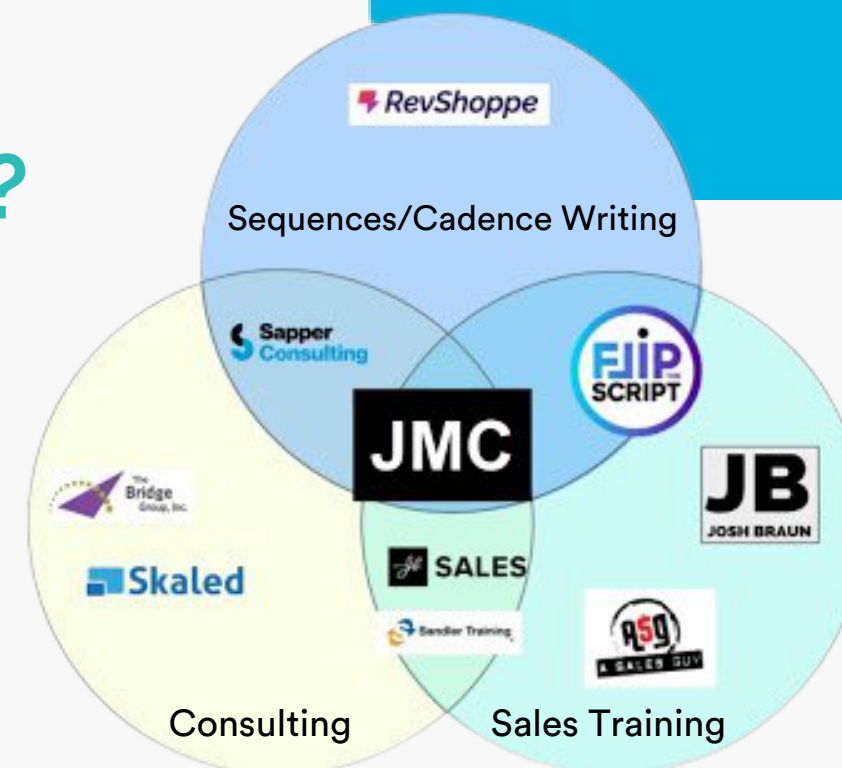 ?
RevShoppe
Sequences/Cadence Writing
Sapper
Consulting
FLIP
SCRIPT
JMC
The
Bridge
Group, Inc.
JB
JOSH BRAUN
SALES
Skaled
Sandler Training
A SALES GUY
Consulting
Sales Training